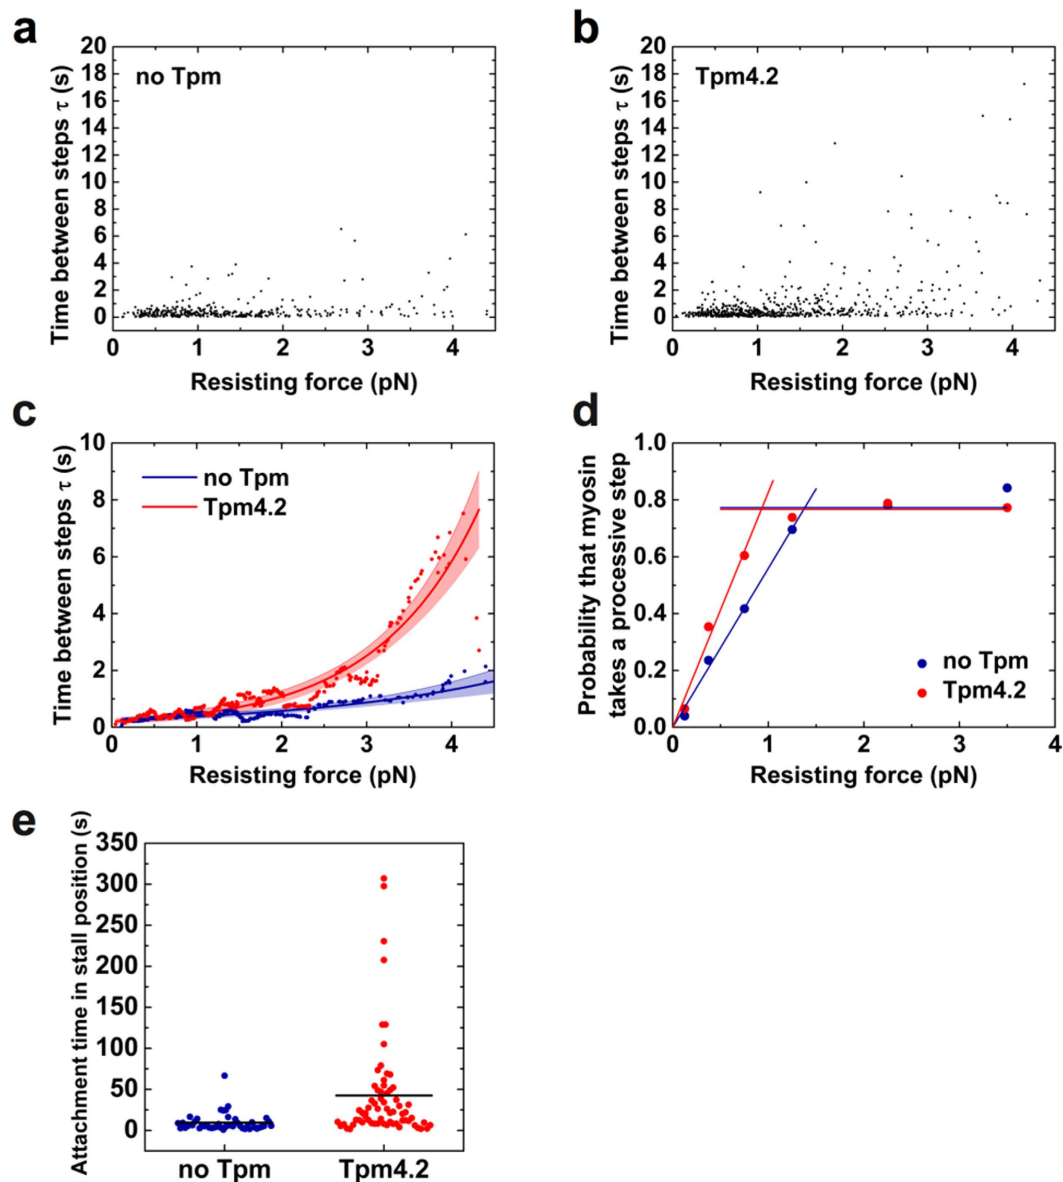 a
b
20
18
16
14
12
10
8
6
4
2
0
Time between steps τ (s)
no Tpm
0 1 2 3 4
Resisting force (pN)
20
18
16
14
12
10
8
6
4
2
0
Time between steps τ (s)
Tpm4.2
0 1 2 3 4
Resisting force (pN)
c
d
10
8
6
4
2
0
Time between steps τ (s)
no Tpm
Tpm4.2
0 1 2 3 4
Resisting force (pN)
1.0
0.8
0.6
0.4
0.2
0.0
Probability that myosin
takes a processive step
no Tpm
Tpm4.2
0 1 2 3 4
Resisting force (pN)
e
350
300
250
200
150
100
50
0
Attachment time in stall position (s)
no Tpm Tpm4.2